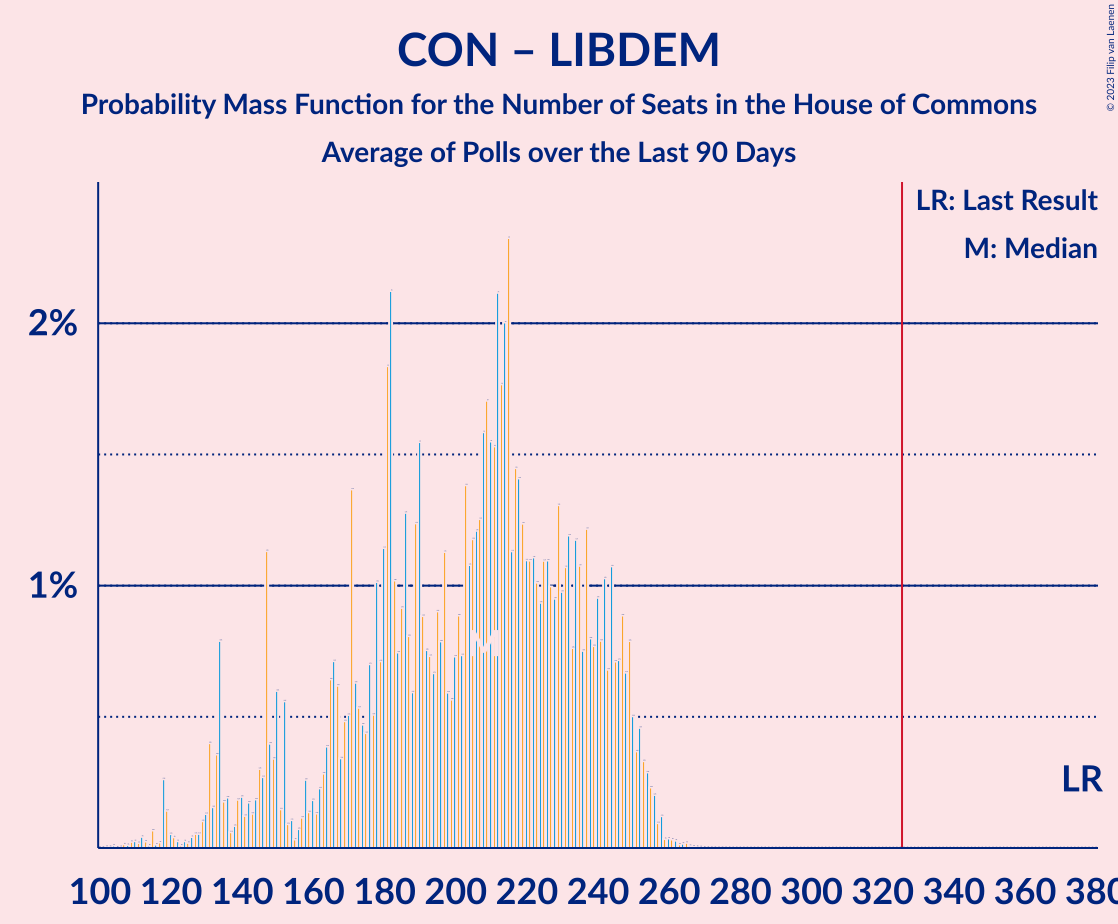 CON – LIBDEM
Probability Mass Function for the Number of Seats in the House of Commons
Average of Polls over the Last 90 Days
© 2023 Filip van Laenen
LR: Last Result
M: Median
2%
1%
M
LR
100 120 140 160 180 200 220 240 260 280 300 320 340 360 380